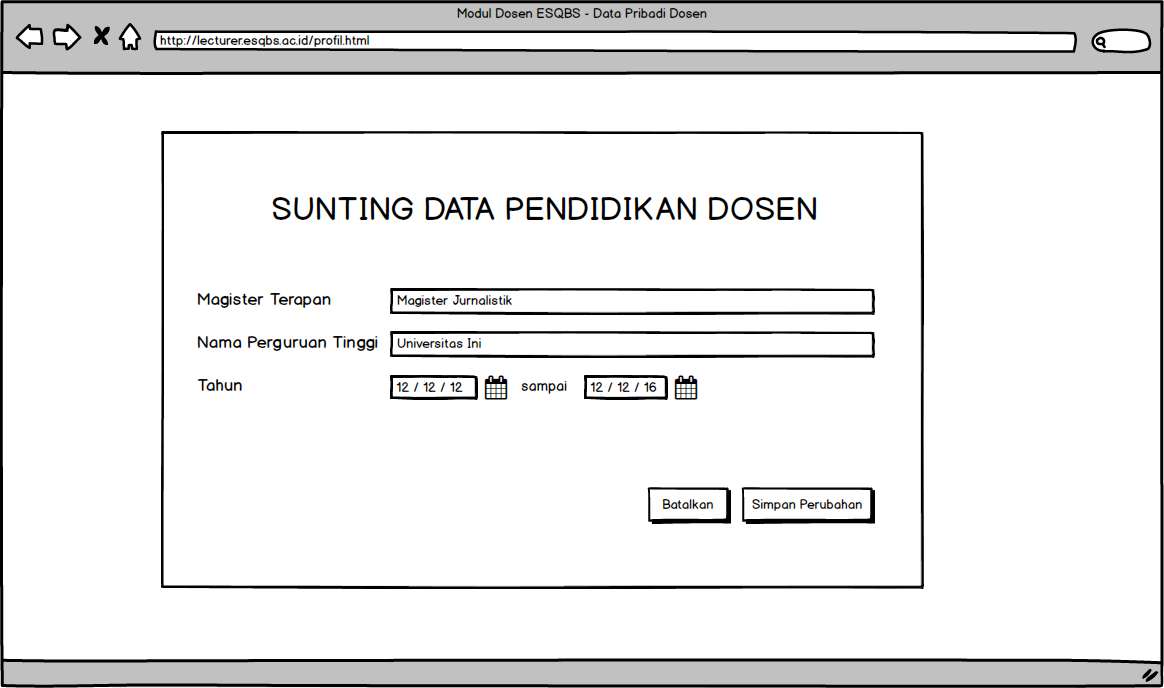 Modul Dosen ESQBS - Data Pribadi Dosen
http://lecturer.esqbs.ac.id/profil.html
SUNTING DATA PENDIDIKAN DOSEN
Magister Terapan Magister Jurnalistik
Nama Perguruan Tinggi Universitas Ini
Tahun 12 / 12 / 12 sampai 12 / 12 / 16
Batalkan Simpan Perubahan